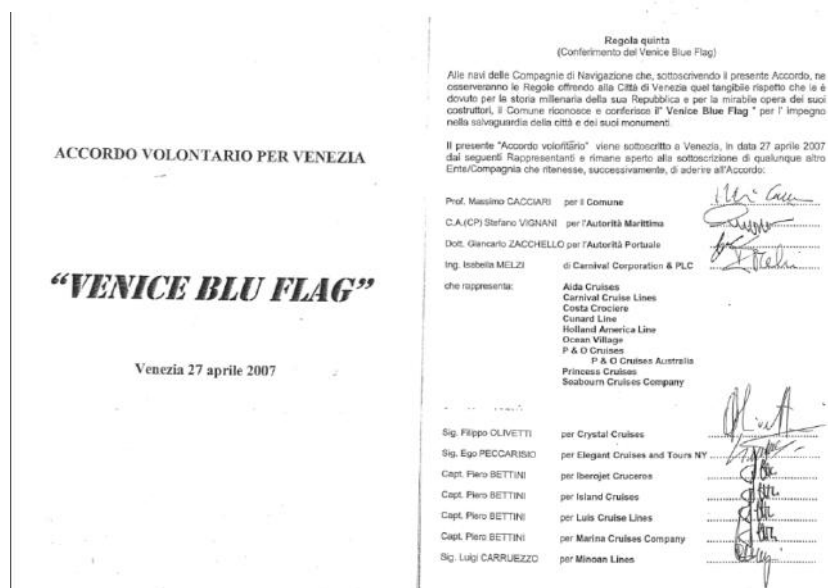 ACCORDO VOLONTARIO PER VENEZIA
“VENICE BLU FLAG”
Venezia 27 aprile 2007
Regola quinta
(Conferimento del Venice Blue Flag)
Alle navi delle Compagnie di Navigazione che, sottoscrivendo il presente Accordo, ne
osserveranno le Regole offrendo alla Città di Venezia quel tangibile rispetto che le è
dovuto per la storia millenaria della sua Repubblica e per la mirabile opera dei suoi
costruttori, il Comune riconosce e conferisce il" Venice Blue Flag " per l' impegno
nella salvaguardia della città e dei suoi monumenti.
Il presente "Accordo volontario" viene sottoscritto a Venezia, in data 27 aprile 2007
dai seguenti Rappresentanti e rimane aperto alla sottoscrizione di qualunque altro
Ente/Compagnia che ritenesse, successivamente, di aderire all'Accordo:
Prof. Massimo CACCIARI per il Comune
C.A.(CP) Stefano VIGNANI per l'Autorità Marittima
Dott. Giancarlo ZACCHELLO per l'Autorità Portuale
Ing. Isabella MELZI di Carnival Corporation & PLC
che rappresenta: Aida Cruises
Carnival Cruise Lines
Costa Crociere
Cunard Line
Holland America Line
Ocean Village
P & O Cruises
P & O Cruises Australia
Princess Cruises
Seabourn Cruises Company
Sig. Filippo OLIVETTI per Crystal Cruises
Sig. Ego PECCARISIO per Elegant Cruises and Tours NY
Capt. Piero BETTINI per Iberojet Cruceros
Capt. Piero BETTINI per Island Cruises
Capt. Piero BETTINI per Luis Cruise Lines
Capt. Piero BETTINI per Marina Cruises Company
Sig. Luigi CARRUEZZO per Minoan Lines